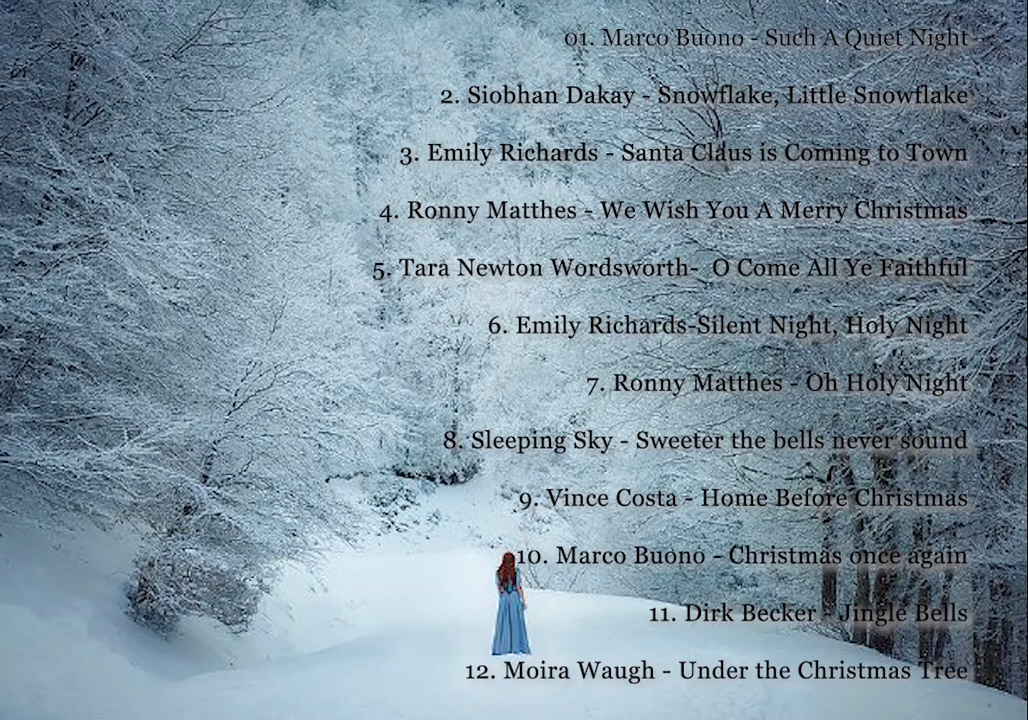 01. Marco Buono - Such A Quiet Night
2. Siobhan Dakay - Snowflake, Little Snowflake
3. Emily Richards - Santa Claus is Coming to Town
4. Ronny Matthes - We Wish You A Merry Christmas
5. Tara Newton Wordsworth-  O Come All Ye Faithful
6. Emily Richards-Silent Night, Holy Night
7. Ronny Matthes - Oh Holy Night
8. Sleeping Sky - Sweeter the bells never sound
9. Vince Costa - Home Before Christmas
10. Marco Buono - Christmas once again
11. Dirk Becker - Jingle Bells
12. Moira Waugh - Under the Christmas Tree